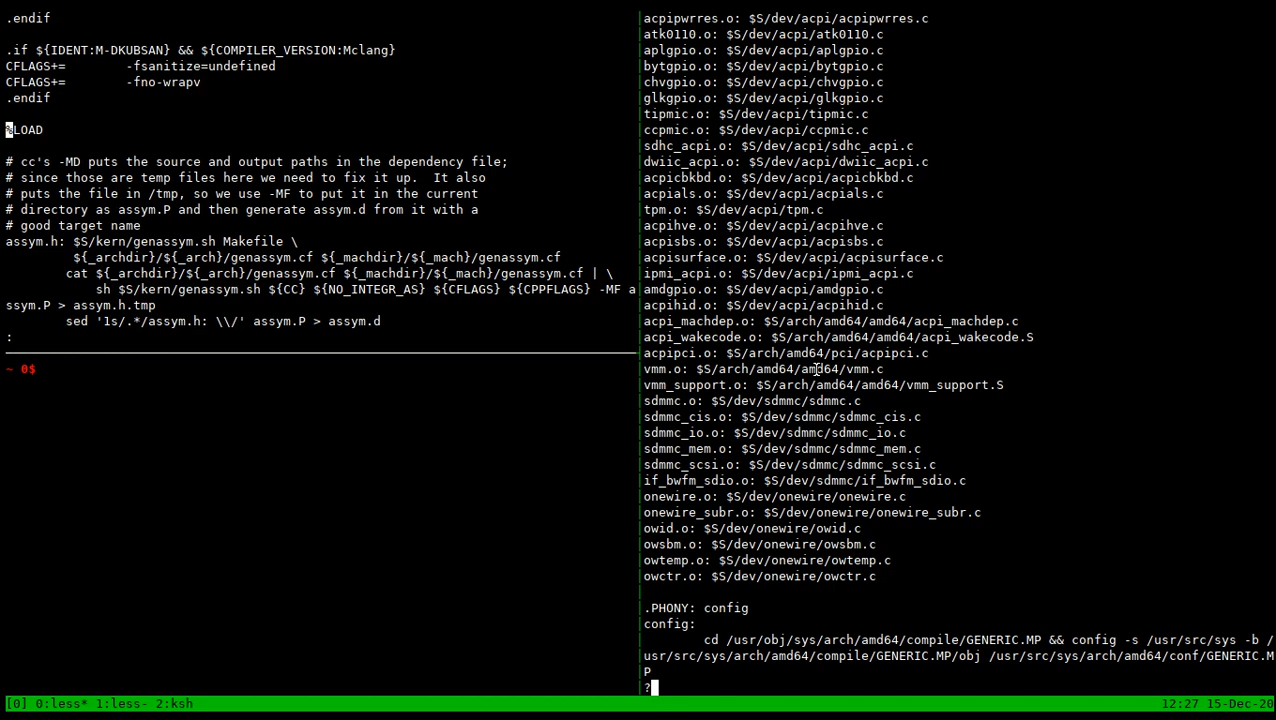 .endif
.if ${IDENT:M-DKUBSAN} && ${COMPILER_VERSION:Mclang}
CFLAGS+=        -fsanitize=undefined
CFLAGS+=        -fno-wrapv
.endif
%LOAD
# cc's -MD puts the source and output paths in the dependency file;
# since those are temp files here we need to fix it up.  It also
# puts the file in /tmp, so we use -MF to put it in the current
# directory as assym.P and then generate assym.d from it with a
# good target name
assym.h: $S/kern/genassym.sh Makefile \
         ${_archdir}/${_arch}/genassym.cf ${_machdir}/${_mach}/genassym.cf
        cat ${_archdir}/${_arch}/genassym.cf ${_machdir}/${_mach}/genassym.cf | \
            sh $S/kern/genassym.sh ${CC} ${NO_INTEGR_AS} ${CFLAGS} ${CPPFLAGS} -MF a
ssym.P > assym.h.tmp
        sed '1s/.*/assym.h: \\/' assym.P > assym.d
:
~ 0$
acpipwrres.o: $S/dev/acpi/acpipwrres.c
atk0110.o: $S/dev/acpi/atk0110.c
aplgpio.o: $S/dev/acpi/aplgpio.c
bytgpio.o: $S/dev/acpi/bytgpio.c
chvgpio.o: $S/dev/acpi/chvgpio.c
glkgpio.o: $S/dev/acpi/glkgpio.c
tipmic.o: $S/dev/acpi/tipmic.c
ccpmic.o: $S/dev/acpi/ccpmic.c
sdhc_acpi.o: $S/dev/acpi/sdhc_acpi.c
dwiic_acpi.o: $S/dev/acpi/dwiic_acpi.c
acpicbkbd.o: $S/dev/acpi/acpicbkbd.c
acpials.o: $S/dev/acpi/acpials.c
tpm.o: $S/dev/acpi/tpm.c
acpihve.o: $S/dev/acpi/acpihve.c
acpisbs.o: $S/dev/acpi/acpisbs.c
acpisurface.o: $S/dev/acpi/acpisurface.c
ipmi_acpi.o: $S/dev/acpi/ipmi_acpi.c
amdgpio.o: $S/dev/acpi/amdgpio.c
acpihid.o: $S/dev/acpi/acpihid.c
acpi_machdep.o: $S/arch/amd64/amd64/acpi_machdep.c
acpi_wakecode.o: $S/arch/amd64/amd64/acpi_wakecode.S
acpipci.o: $S/arch/amd64/pci/acpipci.c
vmm.o: $S/arch/amd64/amd64/vmm.c
vmm_support.o: $S/arch/amd64/amd64/vmm_support.S
sdmmc.o: $S/dev/sdmmc/sdmmc.c
sdmmc_cis.o: $S/dev/sdmmc/sdmmc_cis.c
sdmmc_io.o: $S/dev/sdmmc/sdmmc_io.c
sdmmc_mem.o: $S/dev/sdmmc/sdmmc_mem.c
sdmmc_scsi.o: $S/dev/sdmmc/sdmmc_scsi.c
if_bwfm_sdio.o: $S/dev/sdmmc/if_bwfm_sdio.c
onewire.o: $S/dev/onewire/onewire.c
onewire_subr.o: $S/dev/onewire/onewire_subr.c
owid.o: $S/dev/onewire/owid.c
owsbm.o: $S/dev/onewire/owsbm.c
owtemp.o: $S/dev/onewire/owtemp.c
owctr.o: $S/dev/onewire/owctr.c
.PHONY: config
config:
        cd /usr/obj/sys/arch/amd64/compile/GENERIC.MP && config -s /usr/src/sys -b /
usr/src/sys/arch/amd64/compile/GENERIC.MP/obj /usr/src/sys/arch/amd64/conf/GENERIC.M
P
?
[0] 0:less* 1:less- 2:ksh 12:27 15-Dec-20